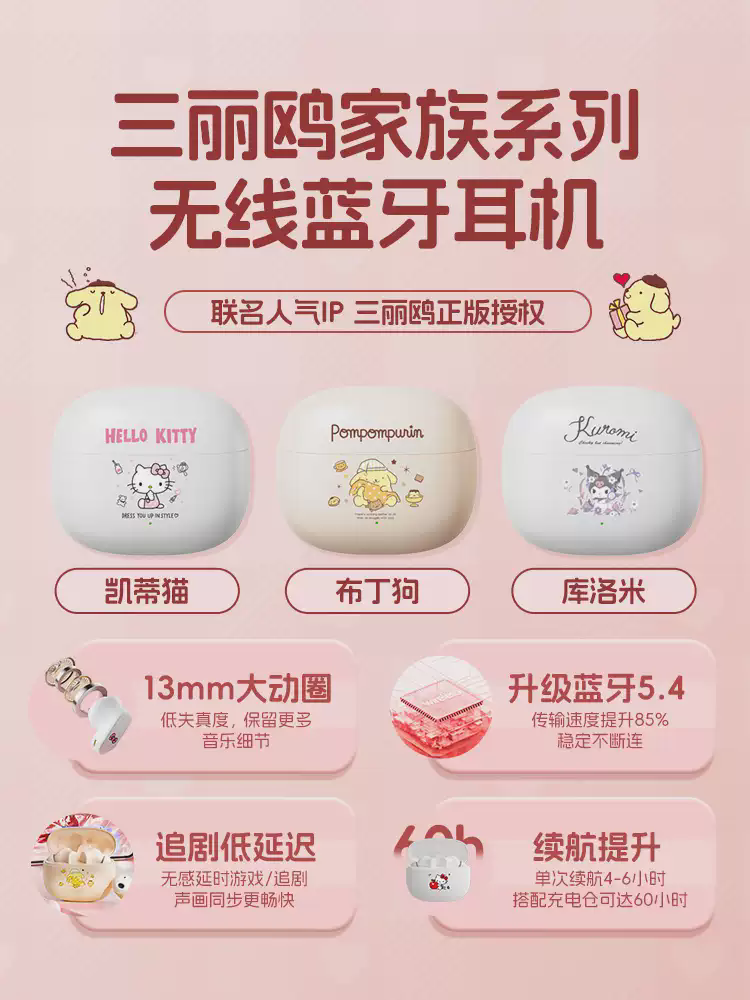 三丽鸥家族系列
无线蓝牙耳机
联名人气IP 三丽鸥正版授权
HELLO KITTY
DRESS YOU UP IN STYLE
Pompompurin
Kuromi
凯蒂猫
布丁狗
库洛米
13mm大动圈
低失真度，保留更多
音乐细节
升级蓝牙5.4
传输速度提升85%
稳定不断连
追剧低延迟
无感延时游戏/追剧
声画同步更畅快
60h
续航提升
单次续航4-6小时
搭配充电仓可达60小时